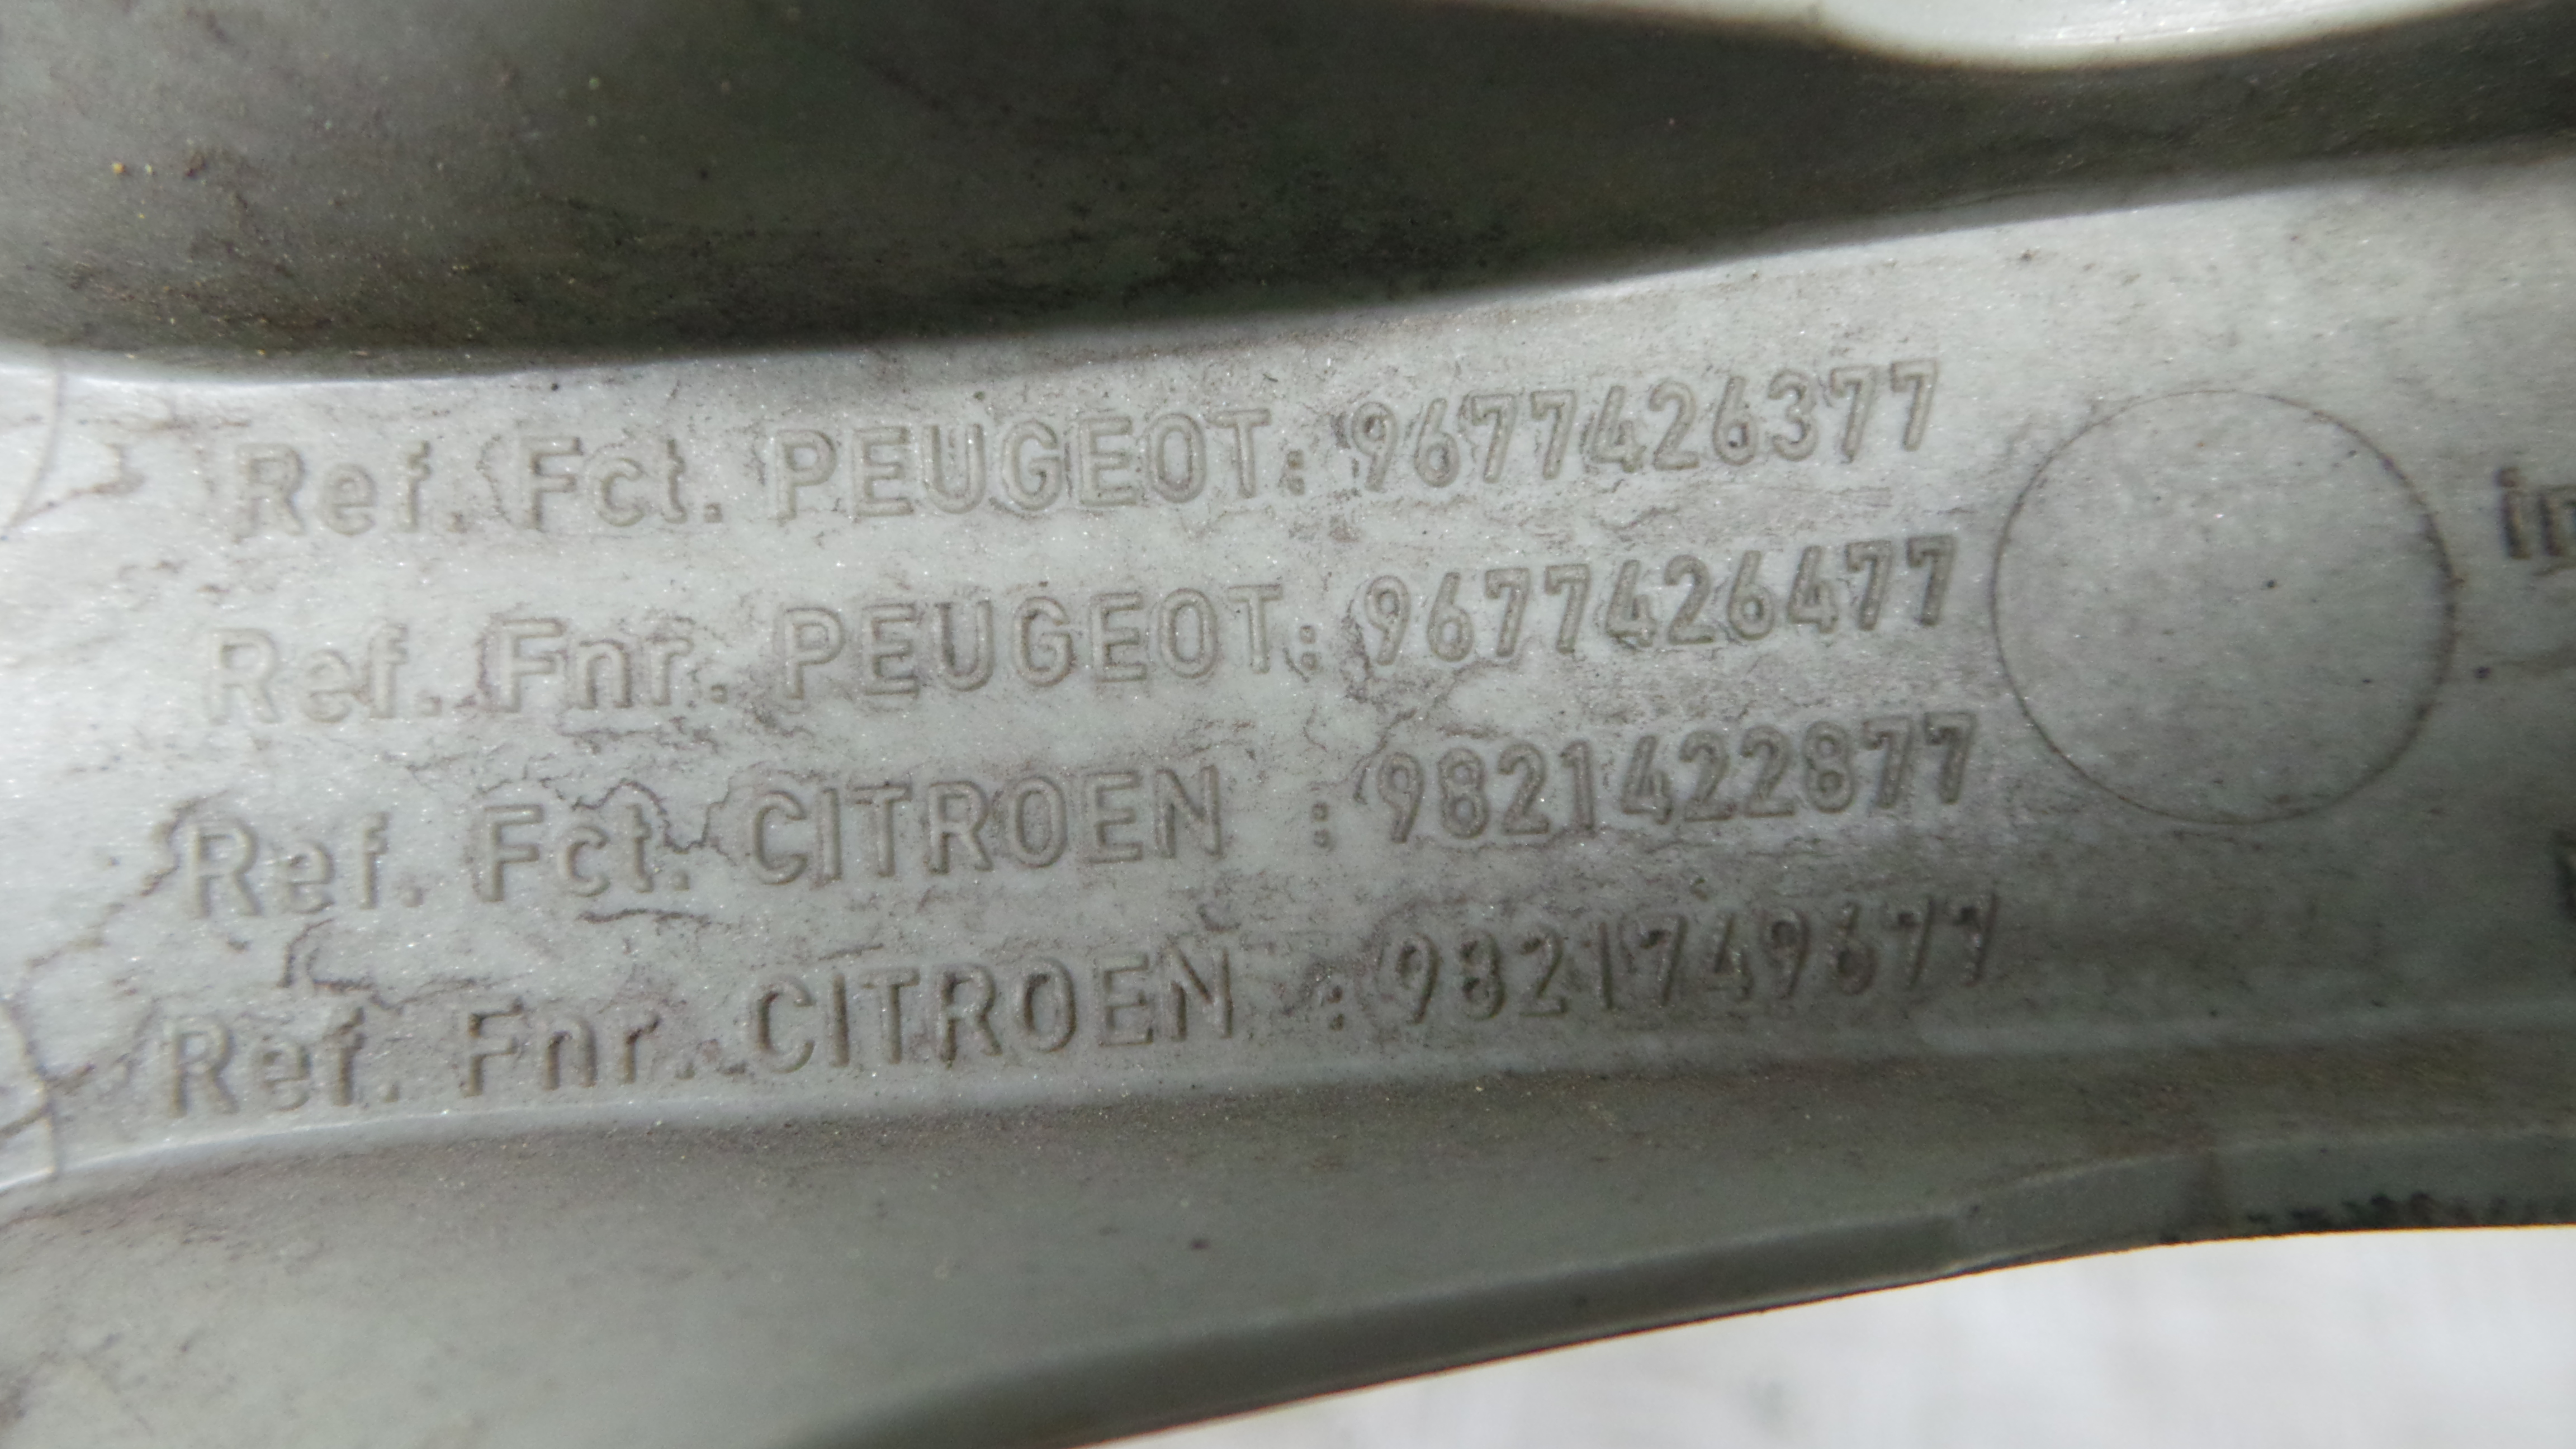 Ref. Fct. PEUGEOT: 9677426377
Ref. Fnr. PEUGEOT: 9677426477
Ref. Fct. CITROEN : 9821422877
Ref. Fnr. CITROEN : 9821749677